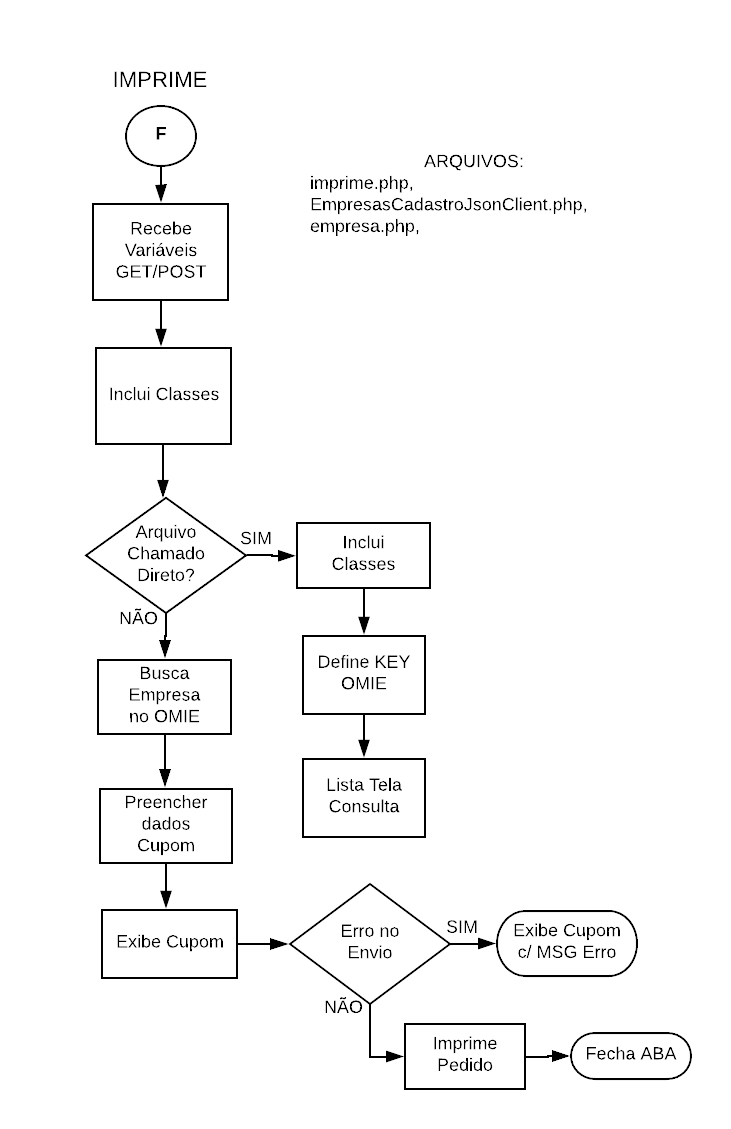 IMPRIME
F
ARQUIVOS:
imprime.php,
EmpresasCadastroJsonClient.php,
empresa.php,
Recebe
Variáveis
GET/POST
Inclui Classes
Arquivo
Chamado
Direto?
SIM
Inclui
Classes
NÃO
Define KEY
OMIE
Busca
Empresa
no OMIE
Lista Tela
Consulta
Preencher
dados
Cupom
Exibe Cupom
Erro no
Envio
SIM
Exibe Cupom
c/ MSG Erro
NÃO
Imprime
Pedido
Fecha ABA